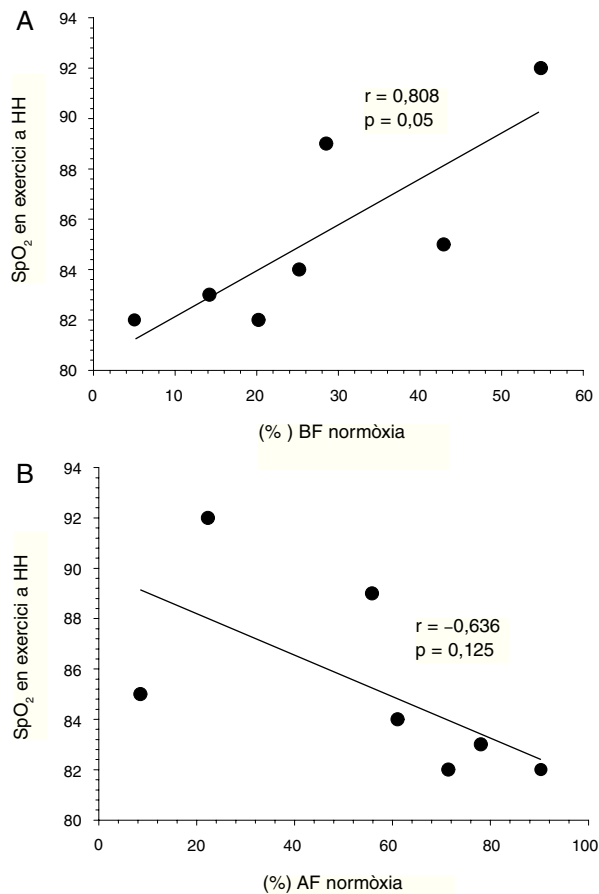 A
94
92
90
88
86
84
82
80
SpO₂ en exercici a HH
r = 0,808
p = 0,05
0 10 20 30 40 50 60
(% ) BF normòxia
B
94
92
90
88
86
84
82
80
SpO₂ en exercici a HH
r = −0,636
p = 0,125
0 20 40 60 80 100
(%) AF normòxia